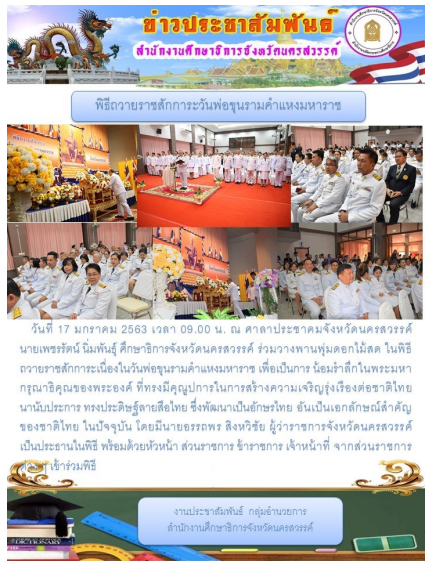 ข่าวประชาสัมพันธ์
สำนักงานศึกษาธิการจังหวัดนครสวรรค์
พิธีถวายราชสักการะวันพ่อขุนรามคำแหงมหาราช
วันที่ 17 มกราคม 2563 เวลา 09.00 น. ณ ศาลาประชาคมจังหวัดนครสวรรค์
นายเพชรรัตน์ นิ่มพันธุ์ ศึกษาธิการจังหวัดนครสวรรค์ ร่วมวางพานพุ่มดอกไม้สด ในพิธี
ถวายราชสักการะเนื่องในวันพ่อขุนรามคำแหงมหาราช เพื่อเป็นการ น้อมรำลึกในพระมหา
กรุณาธิคุณของพระองค์ ที่ทรงมีคุณูปการในการสร้างความเจริญรุ่งเรืองต่อชาติไทย
นานัปประการ ทรงประดิษฐ์ลายสือไทย ซึ่งพัฒนาเป็นอักษรไทย อันเป็นเอกลักษณ์สำคัญ
ของชาติไทย ในปัจจุบัน โดยมีนายอรรถพร สิงหวิชัย ผู้ว่าราชการจังหวัดนครสวรรค์
เป็นประธานในพิธี พร้อมด้วยหัวหน้า ส่วนราชการ ข้าราชการ เจ้าหน้าที่ จากส่วนราชการ
เข้าร่วมพิธี
งานประชาสัมพันธ์ กลุ่มอำนวยการ
สำนักงานศึกษาธิการจังหวัดนครสวรรค์
DICTIONARY